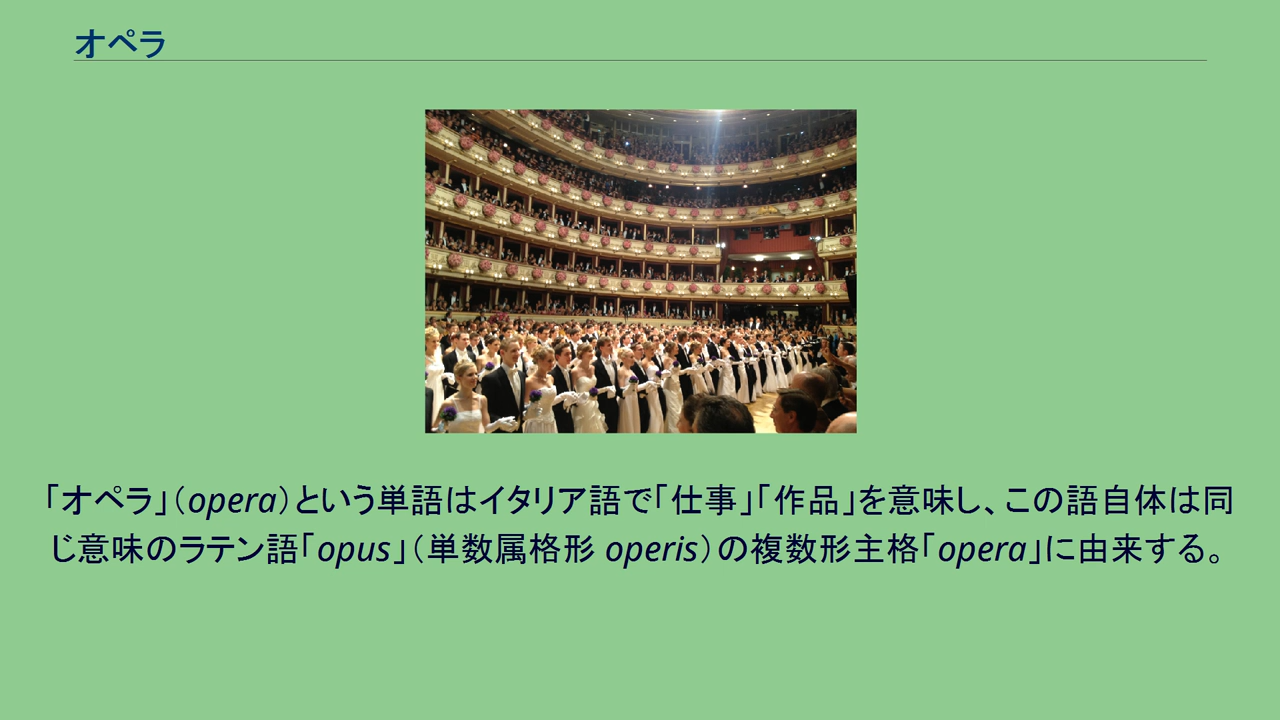 オペラ
「オペラ」（opera）という単語はイタリア語で「仕事」「作品」を意味し、この語自体は同
じ意味のラテン語「opus」（単数属格形 operis）の複数形主格「opera」に由来する。